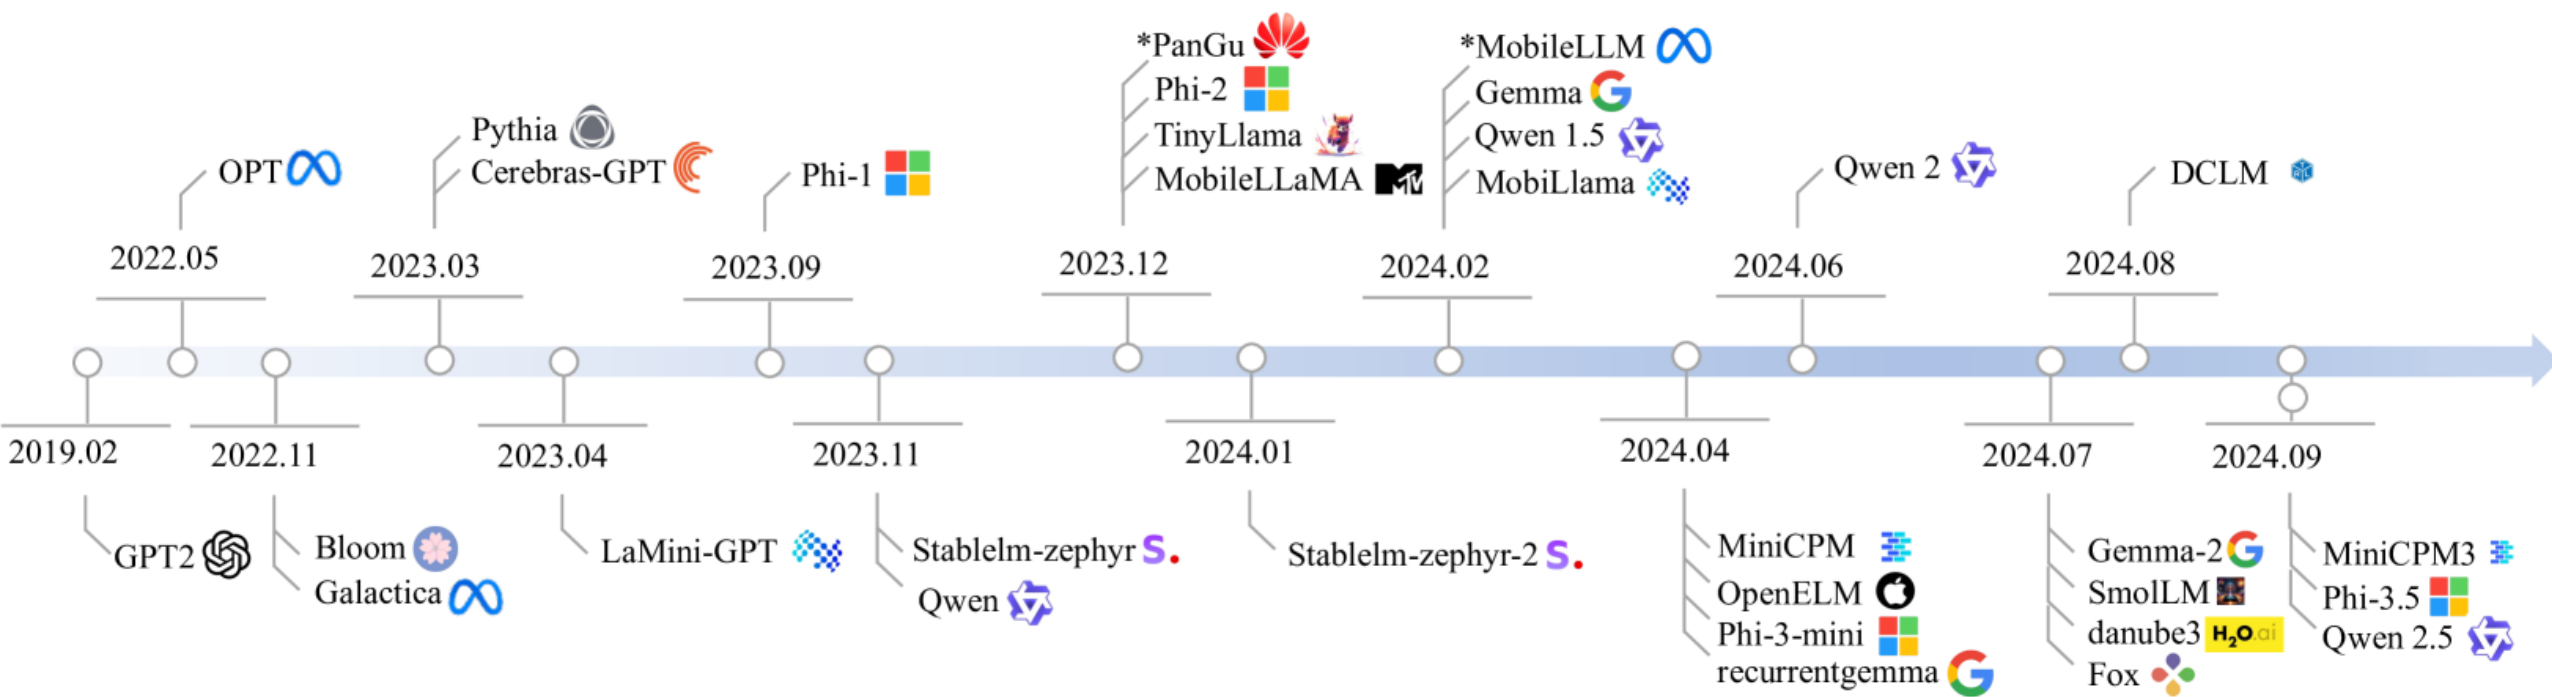 *PanGu
Phi-2
TinyLlama
MobileLLaMA
*MobileLLM
Gemma
Qwen 1.5
MobiLlama
OPT
Pythia
Cerebras-GPT
Phi-1
Qwen 2
DCLM
2022.05
2023.03
2023.09
2023.12
2024.02
2024.06
2024.08
2019.02
2022.11
2023.04
2023.11
2024.01
2024.04
2024.07
2024.09
GPT2
Bloom
Galactica
LaMini-GPT
Stablelm-zephyr S.
Qwen
Stablelm-zephyr-2 S.
MiniCPM
OpenELM
Phi-3-mini
recurrentgemma
Gemma-2
SmolLM
danube3 H₂O.ai
Fox
MiniCPM3
Phi-3.5
Qwen 2.5